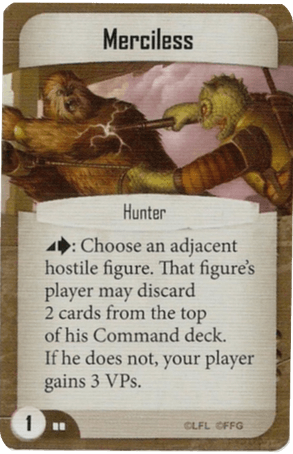 Merciless
Hunter
: Choose an adjacent
hostile figure. That figure's
player may discard
2 cards from the top
of his Command deck.
If he does not, your player
gains 3 VPs.
1
©LFL ©FFG